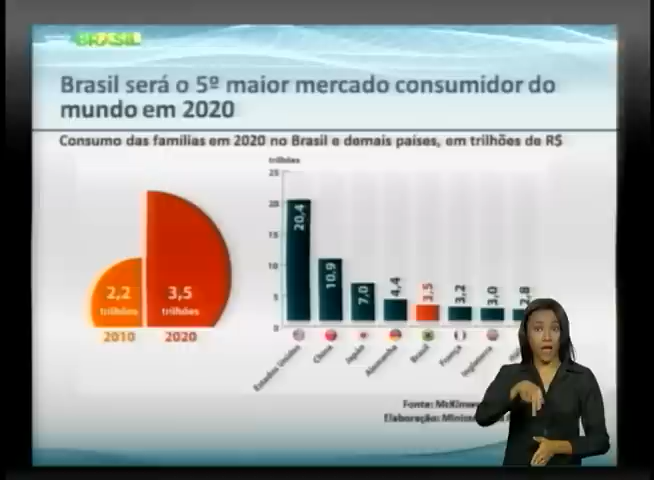 BRASIL
Brasil será o 5º maior mercado consumidor do
mundo em 2020
Consumo das famílias em 2020 no Brasil e demais países, em trilhões de R$
trilhões
25
20
15
10
5
0
20,4
10,9
7,0
4,4
3,5
3,2
3,0
2,8
2,2
trilhões
3,5
trilhões
2010
2020
Estados Unidos
China
Japão
Alemanha
Brasil
França
Inglaterra
Fonte:
Elaboração: